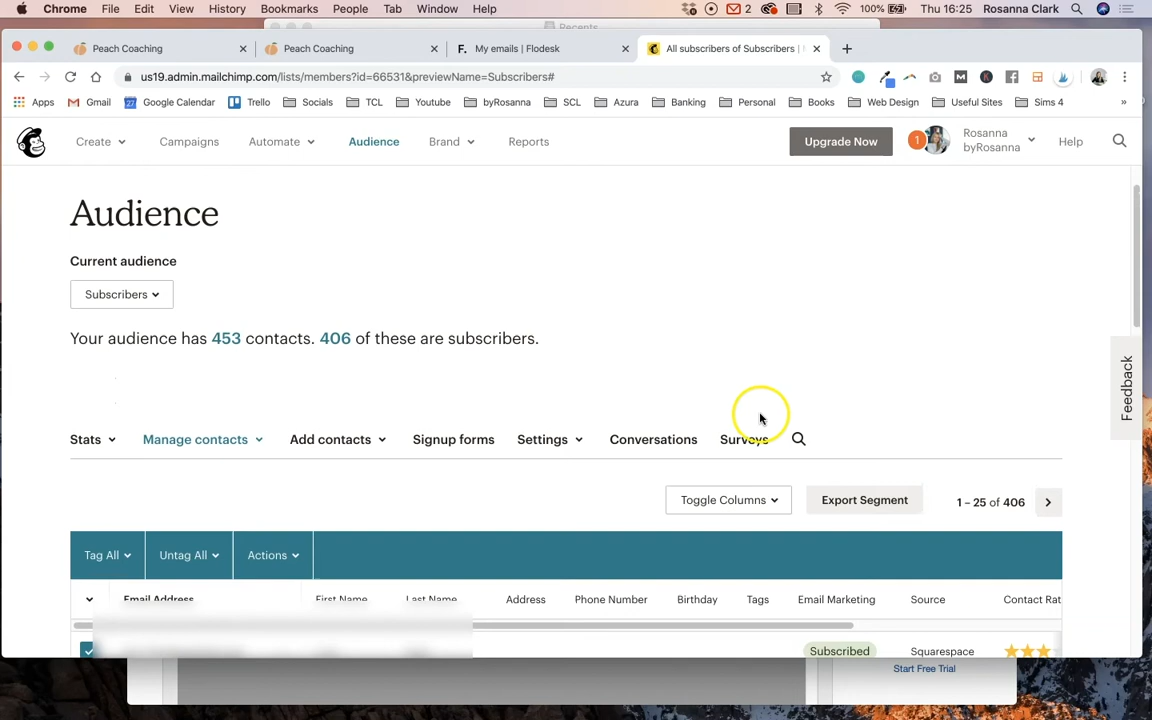 Chrome File Edit View History Bookmarks People Tab Window Help 2 100% Thu 16:25 Rosanna Clark
Recents
Peach Coaching Peach Coaching F. My emails | Flodesk All subscribers of Subscribers |
us19.admin.mailchimp.com/lists/members?id=66531&previewName=Subscribers#
Apps Gmail Google Calendar Trello Socials TCL Youtube byRosanna SCL Azura Banking Personal Books Web Design Useful Sites Sims 4 »
Create Campaigns Automate Audience Brand Reports Upgrade Now 1 Rosanna Help
byRosanna
Audience
Current audience
Subscribers
Your audience has 453 contacts. 406 of these are subscribers.
Feedback
Stats Manage contacts Add contacts Signup forms Settings Conversations Surveys
Toggle Columns Export Segment 1 – 25 of 406
Tag All Untag All Actions
Email Address First Name Last Name Address Phone Number Birthday Tags Email Marketing Source Contact Rat
Subscribed Squarespace
Start Free Trial